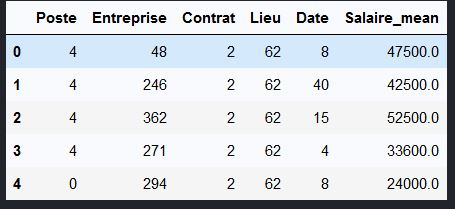 Poste Entreprise Contrat Lieu Date Salaire_mean
0 4 48 2 62 8 47500.0
1 4 246 2 62 40 42500.0
2 4 362 2 62 15 52500.0
3 4 271 2 62 4 33600.0
4 0 294 2 62 8 24000.0